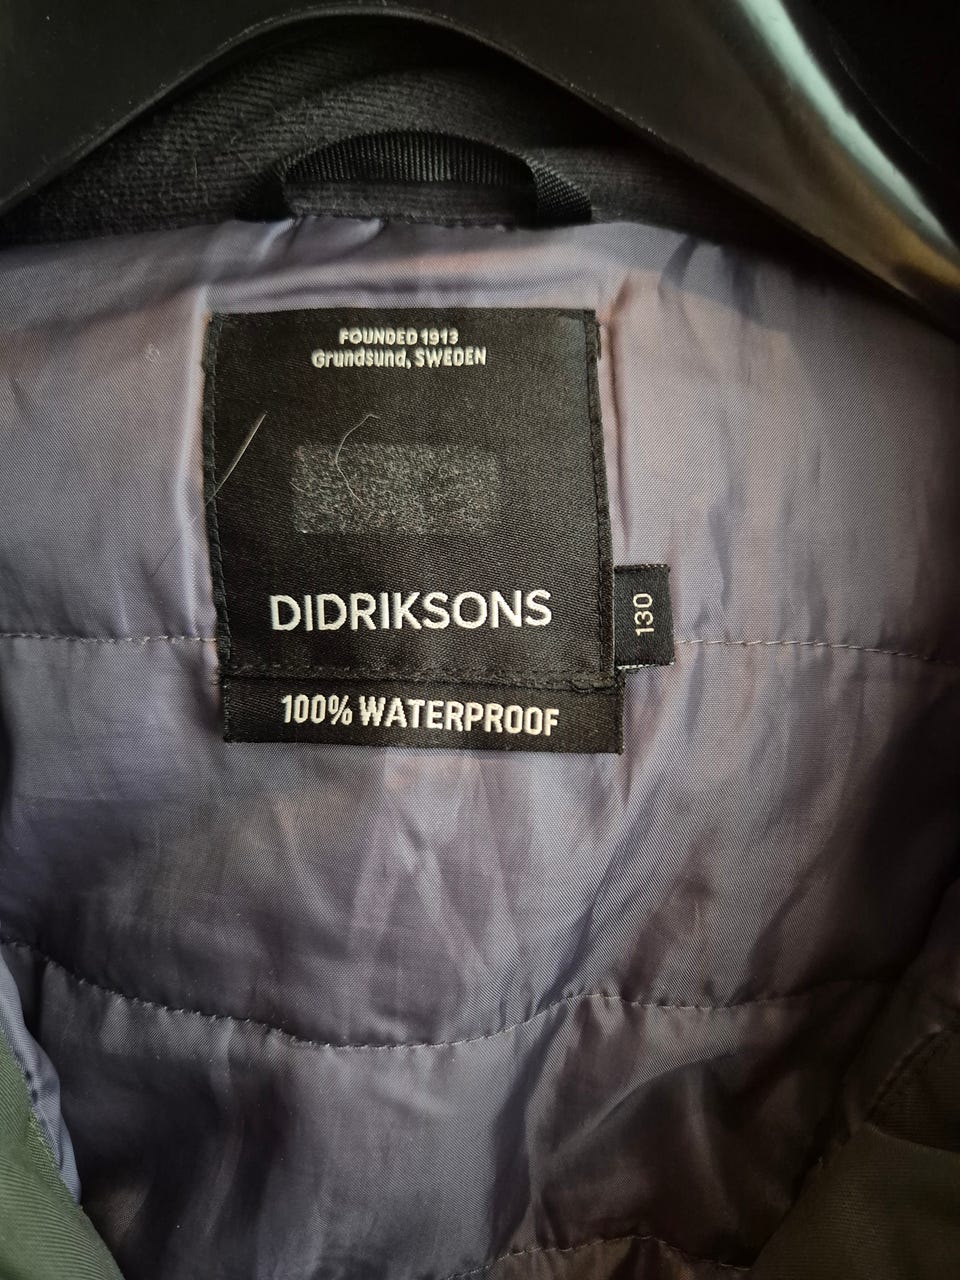 FOUNDED 1913
Grundsund, SWEDEN
DIDRIKSONS
130
100% WATERPROOF